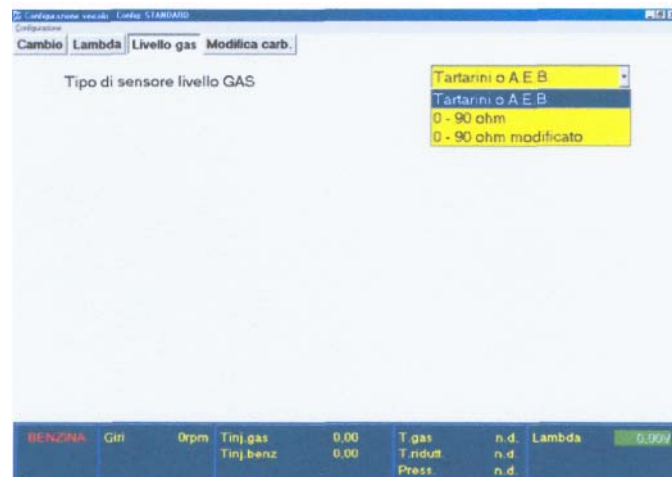 Configurazione veicolo Config: STANDARD
Configurazione
Cambio Lambda Livello gas Modifica carb.
Tipo di sensore livello GAS Tartarini o A.E.B.
Tartarini o A.E.B.
0 - 90 ohm
0 - 90 ohm modificato
BENZINA Giri 0rpm Tinj.gas 0,00 T.gas n.d. Lambda 0,00V
Tinj.benz 0,00 T.ridutt. n.d.
Press. n.d.